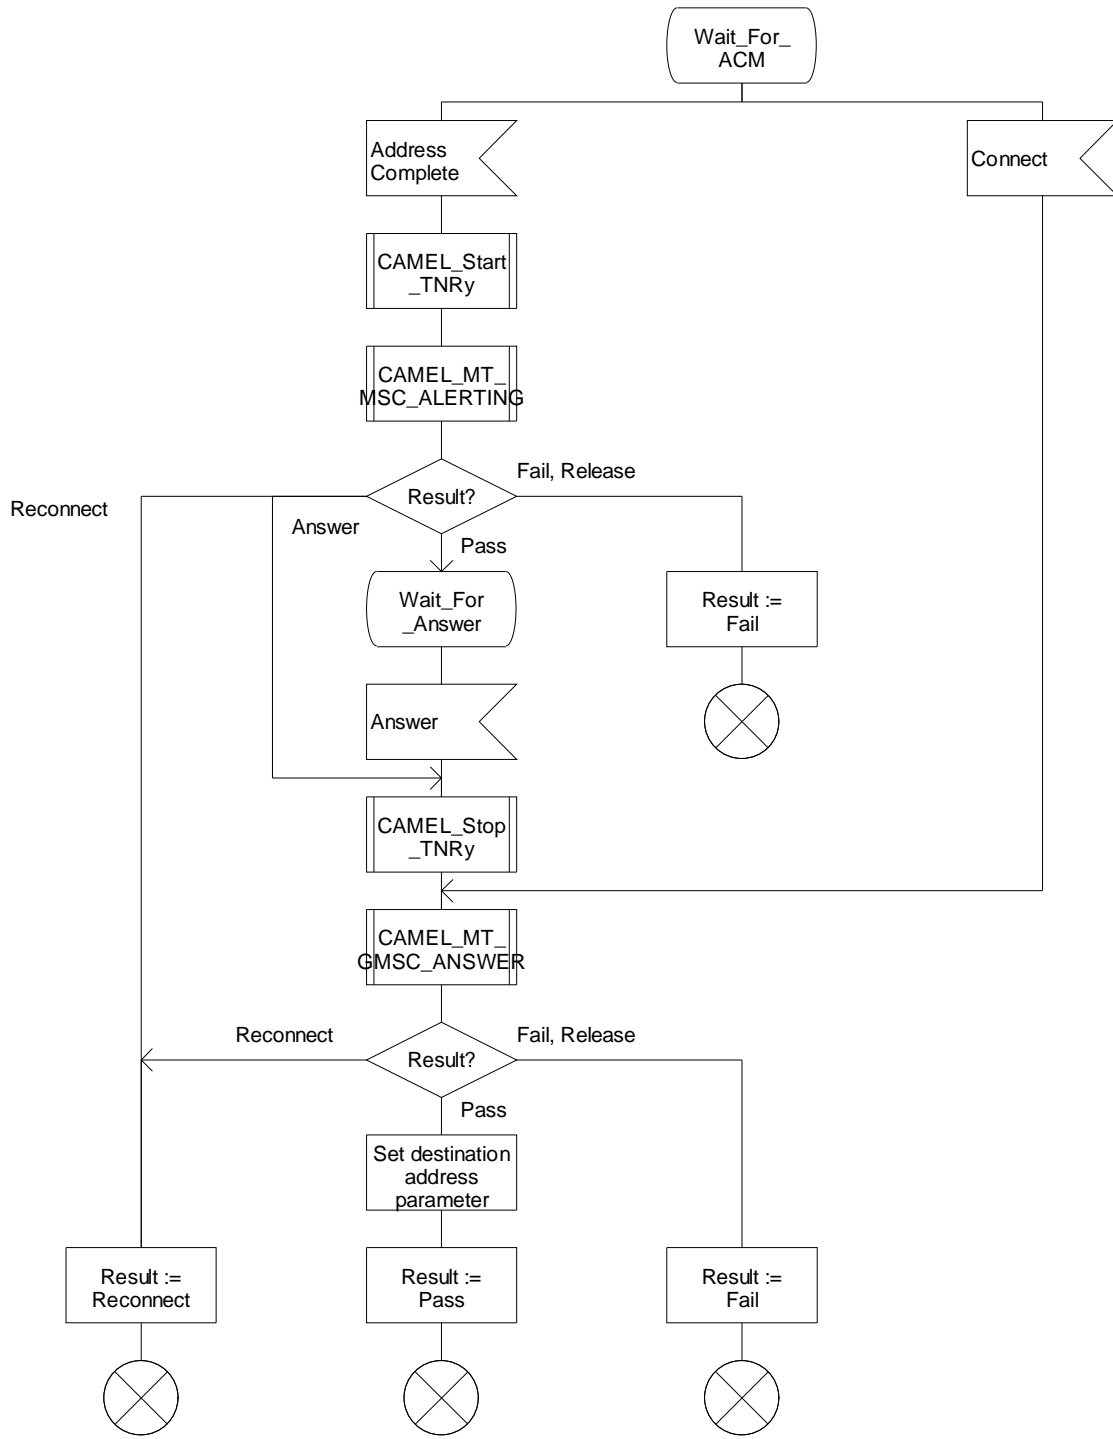 Wait_For_
ACM
Address
Complete
Connect
CAMEL_Start
_TNRy
CAMEL_MT_
MSC_ALERTING
Fail, Release
Result?
Reconnect
Answer
Pass
Wait_For
_Answer
Result :=
Fail
Answer
CAMEL_Stop
_TNRy
CAMEL_MT_
GMSC_ANSWER
Reconnect
Fail, Release
Result?
Pass
Set destination
address
parameter
Result :=
Reconnect
Result :=
Pass
Result :=
Fail